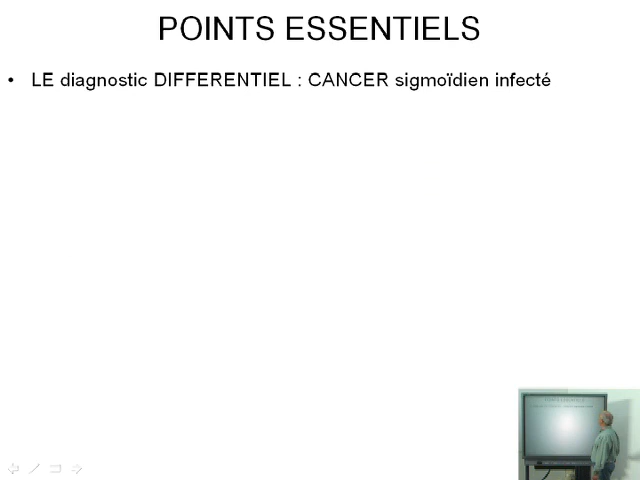 POINTS ESSENTIELS
• LE diagnostic DIFFERENTIEL : CANCER sigmoïdien infecté